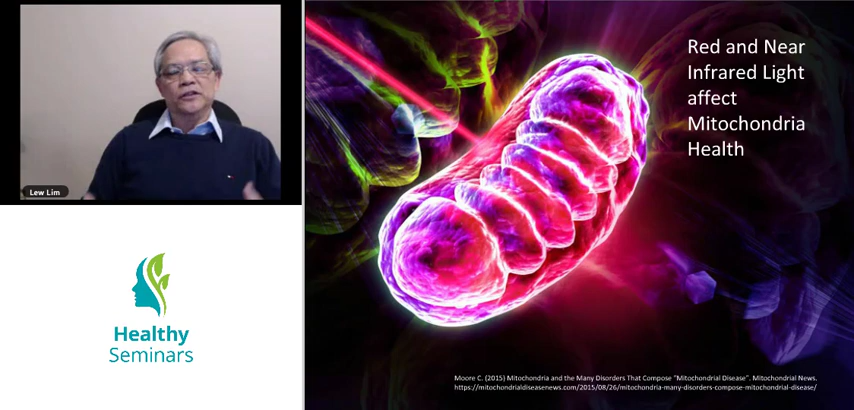 Lew Lim
Healthy
Seminars
Red and Near
Infrared Light
affect
Mitochondria
Health
Moore C. (2015) Mitochondria and the Many Disorders That Compose "Mitochondrial Disease". Mitochondrial News.
https://mitochondrialdiseasenews.com/2015/08/26/mitochondria-many-disorders-compose-mitochondrial-disease/